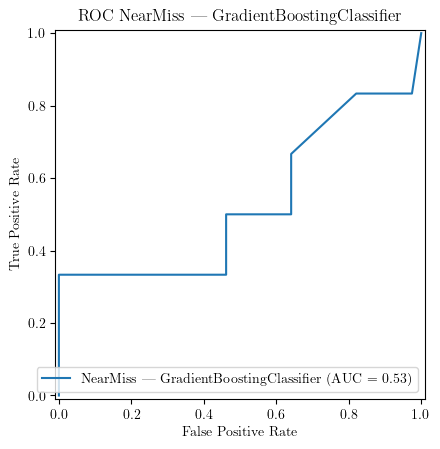 ROC NearMiss — GradientBoostingClassifier
1.0
0.8
0.6
0.4
0.2
0.0
True Positive Rate
NearMiss — GradientBoostingClassifier (AUC = 0.53)
0.0 0.2 0.4 0.6 0.8 1.0
False Positive Rate